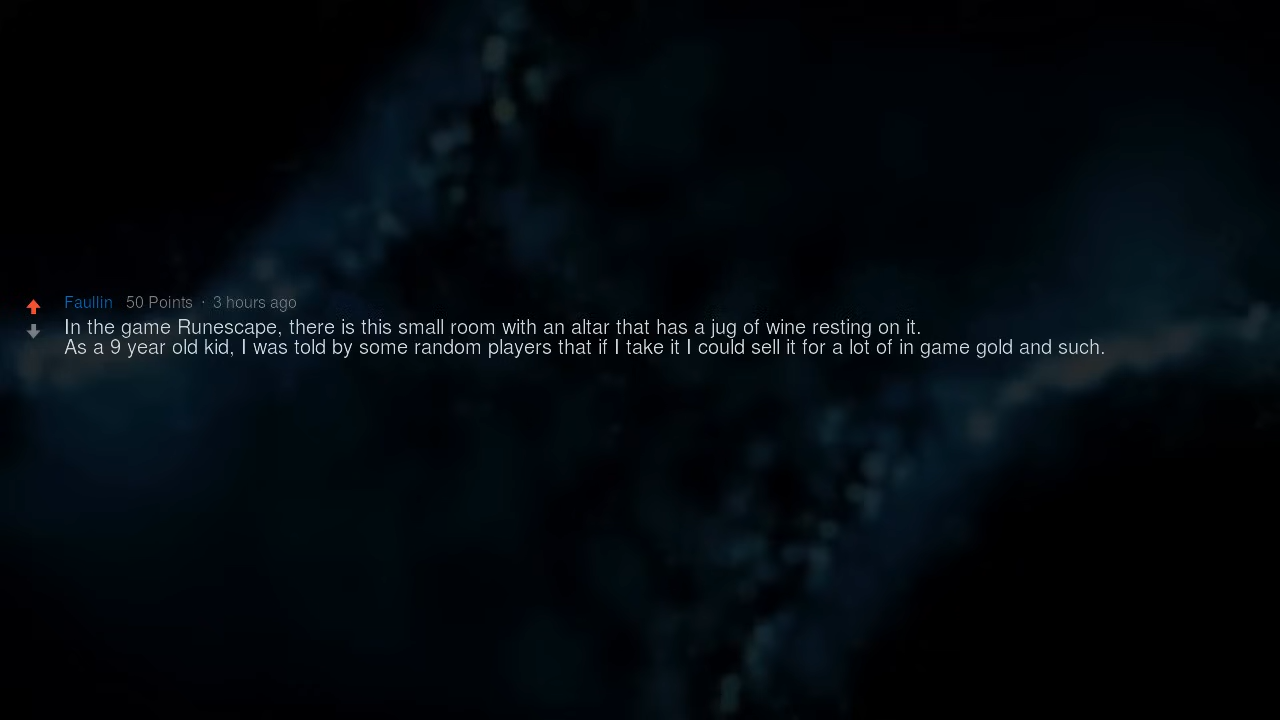 Faullin 50 Points · 3 hours ago
In the game Runescape, there is this small room with an altar that has a jug of wine resting on it.
As a 9 year old kid, I was told by some random players that if I take it I could sell it for a lot of in game gold and such.